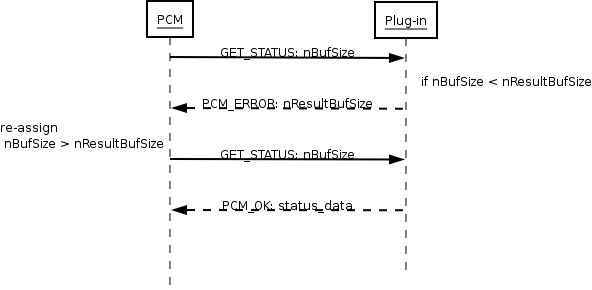 PCM
Plug-in
GET_STATUS: nBufSize
if nBufSize < nResultBufSize
PCM_ERROR: nResultBufSize
re-assign
nBufSize > nResultBufSize
GET_STATUS: nBufSize
PCM_OK: status_data